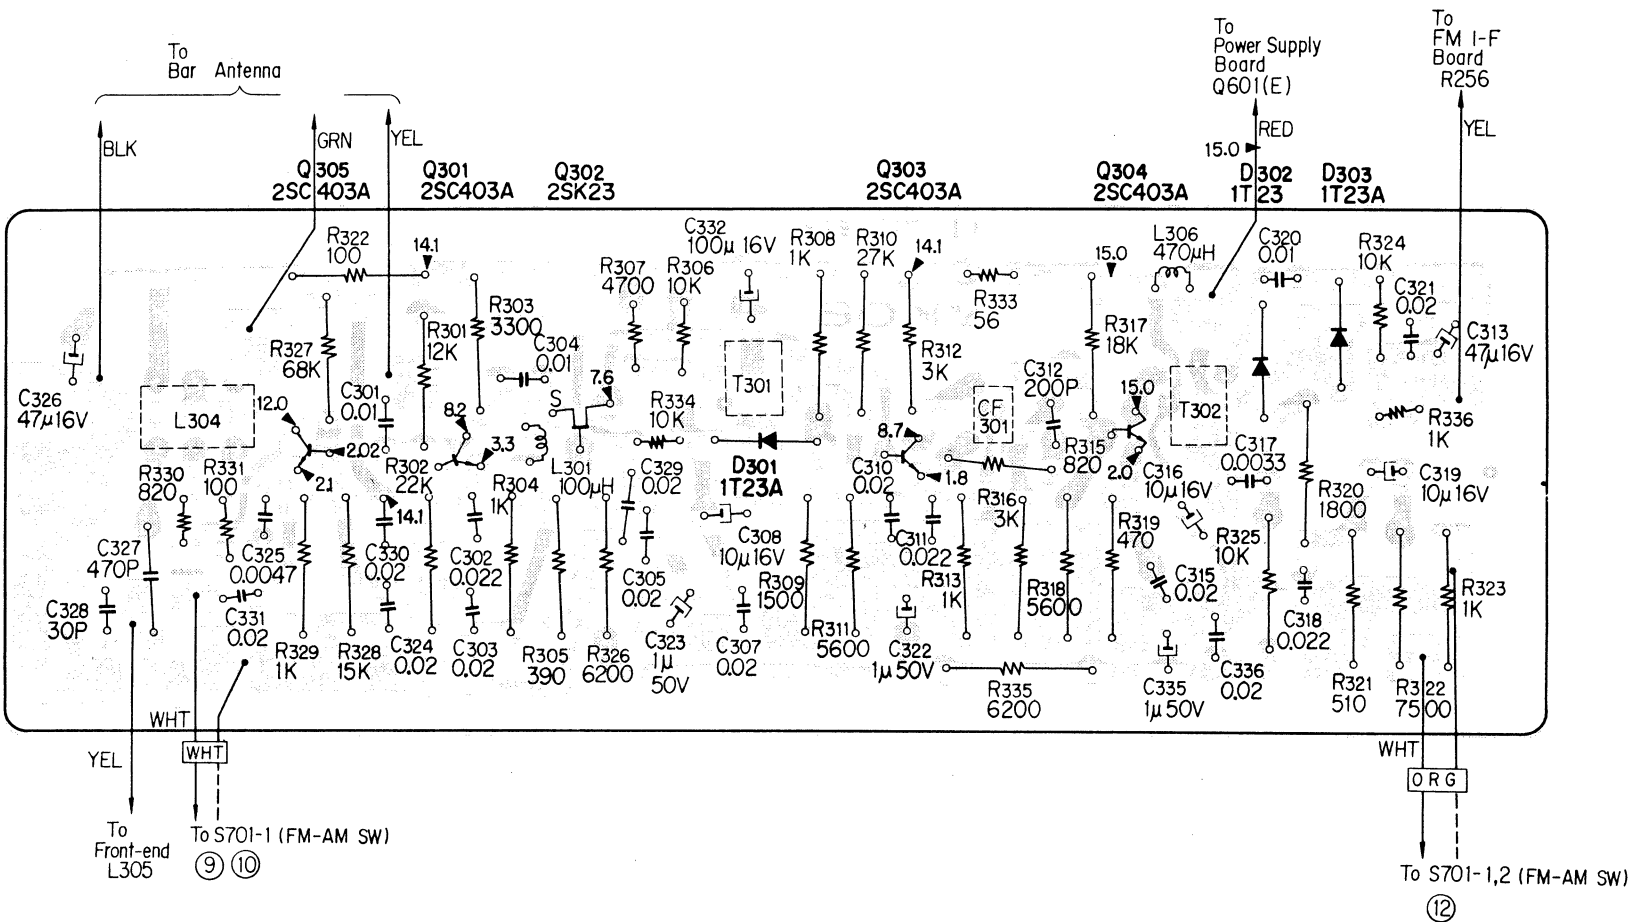 To
Bar Antenna
To
Power Supply
Board
Q601(E)
To
FM I-F
Board
R256
BLK
GRN
YEL
RED
15.0
YEL
Q305
2SC403A
Q301
2SC403A
Q302
2SK23
Q303
2SC403A
Q304
2SC403A
D302
1T23
D303
1T23A
R322
100
14.1
C332
100µ 16V
R308
1K
R310
27K
14.1
15.0
L306
470µH
C320
0.01
R324
10K
R307
4700
R306
10K
R303
3300
R301
12K
R333
56
C321
0.02
C313
47µ16V
R327
68K
C304
0.01
R312
3K
R317
18K
C312
200P
C326
47µ16V
L304
12.0
C301
0.01
S
7.6
T301
R334
10K
CF
301
15.0
T302
R336
1K
8.2
3.3
2.02
2.1
8.7
1.8
2.0
R330
820
R331
100
R302
22K
R304
1K
L301
100µH
C329
0.02
D301
1T23A
C310
0.02
R315
820
C316
10µ16V
C317
0.0033
C319
10µ16V
14.1
R316
3K
R320
1800
C327
470P
C325
0.0047
C330
0.02
C302
0.022
C308
10µ16V
C311
0.022
R319
470
R325
10K
C328
30P
C331
0.02
C305
0.02
R309
1500
R313
1K
R318
5600
C315
0.02
C318
0.022
R323
1K
R329
1K
R328
15K
C324
0.02
C303
0.02
R305
390
R326
6200
C323
1µ
50V
C307
0.02
R311
5600
C322
1µ50V
R335
6200
C335
1µ50V
C336
0.02
R321
510
R322
7500
WHT
YEL
WHT
WHT
ORG
To
Front-end
L305
To S701-1 (FM-AM SW)
9 10
To S701-1,2 (FM-AM SW)
12